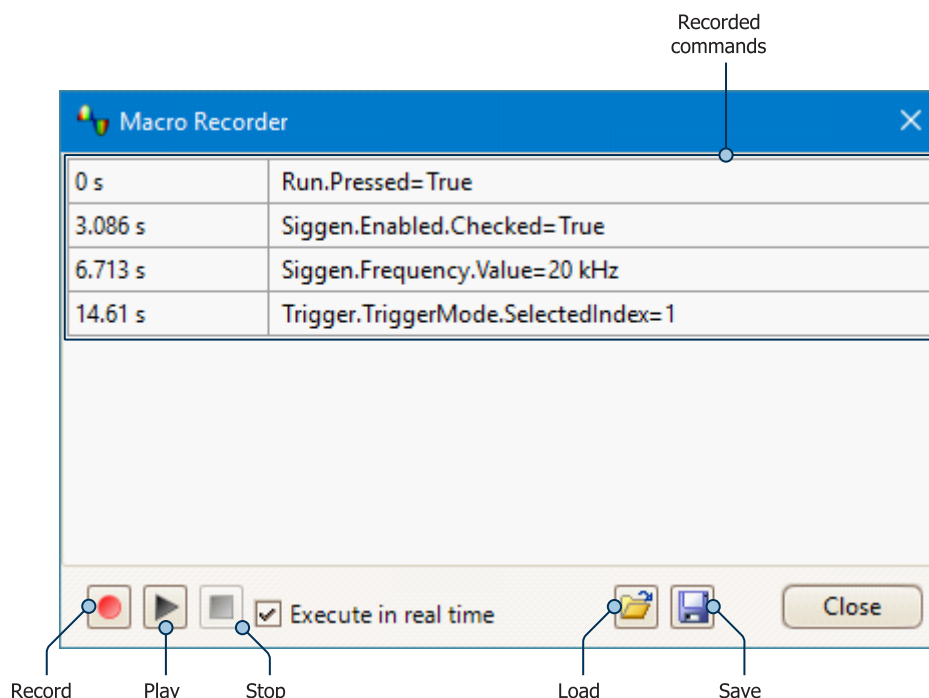 Recorded
commands
Macro Recorder
0 s Run.Pressed=True
3.086 s Siggen.Enabled.Checked=True
6.713 s Siggen.Frequency.Value=20 kHz
14.61 s Trigger.TriggerMode.SelectedIndex=1
Execute in real time
Close
Record Play Stop Load Save